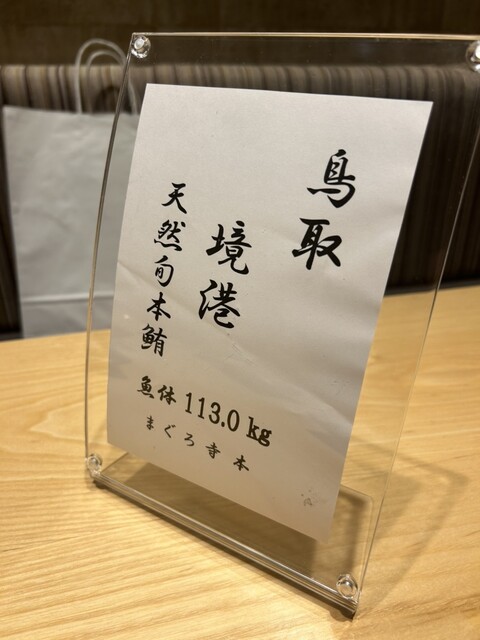 鳥取
境港
天然旬本鮪
魚体 113.0 kg
まぐろ寺本